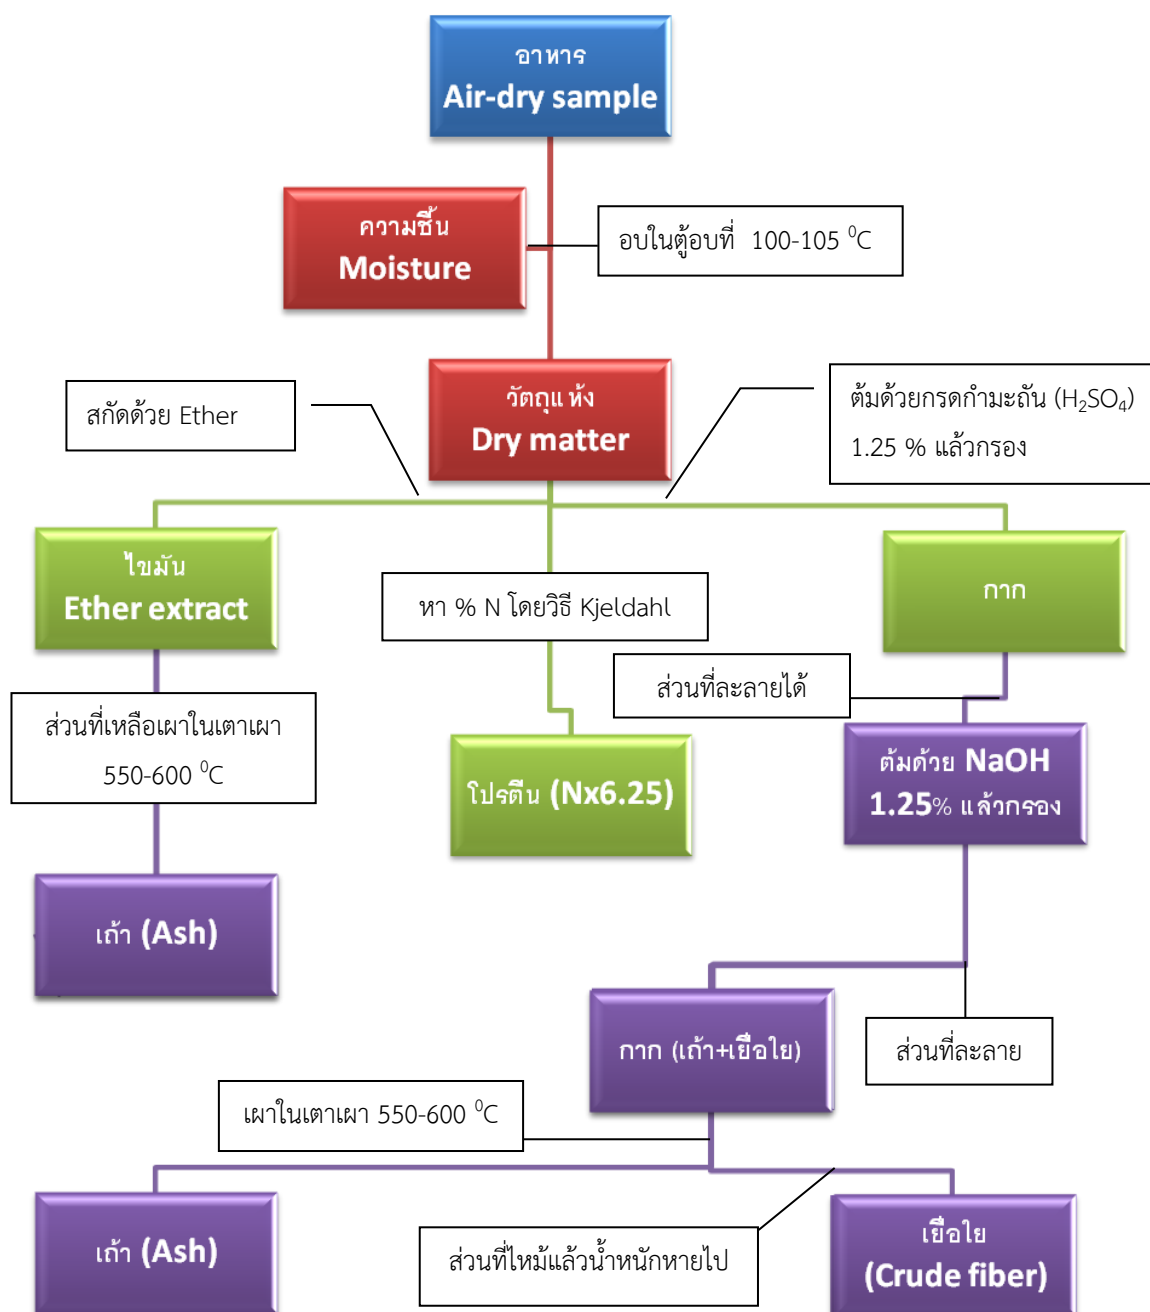 อาหาร
Air-dry sample
ความชื้น
Moisture
อบในตู้อบที่ 100-105 ⁰C
วัตถุแห้ง
Dry matter
สกัดด้วย Ether
ต้มด้วยกรดกำมะถัน (H₂SO₄)
1.25 % แล้วกรอง
ไขมัน
Ether extract
หา % N โดยวิธี Kjeldahl
กาก
ส่วนที่ละลายได้
ส่วนที่เหลือเผาในเตาเผา
550-600 ⁰C
โปรตีน (Nx6.25)
ต้มด้วย NaOH
1.25% แล้วกรอง
เถ้า (Ash)
กาก (เถ้า+เยื่อใย)
ส่วนที่ละลาย
เผาในเตาเผา 550-600 ⁰C
เถ้า (Ash)
ส่วนที่ไหม้แล้วน้ำหนักหายไป
เยื่อใย
(Crude fiber)